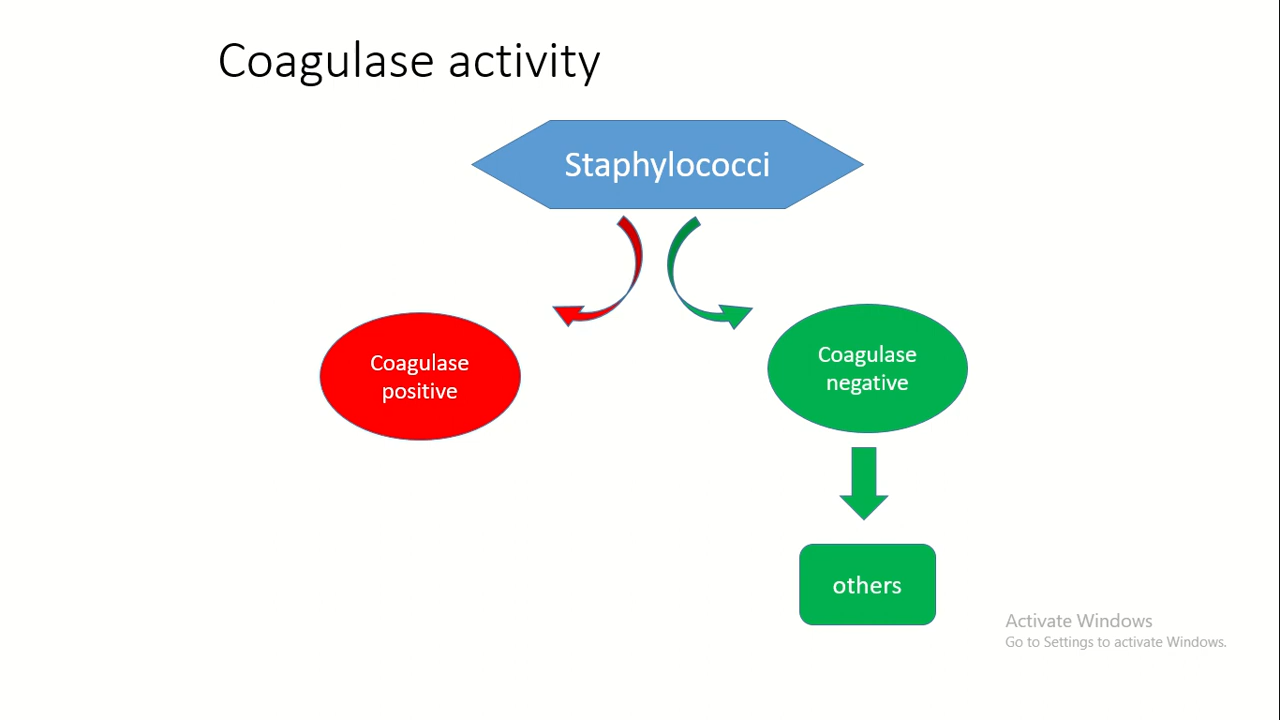 Coagulase activity
Staphylococci
Coagulase
positive
Coagulase
negative
others
Activate Windows
Go to Settings to activate Windows.